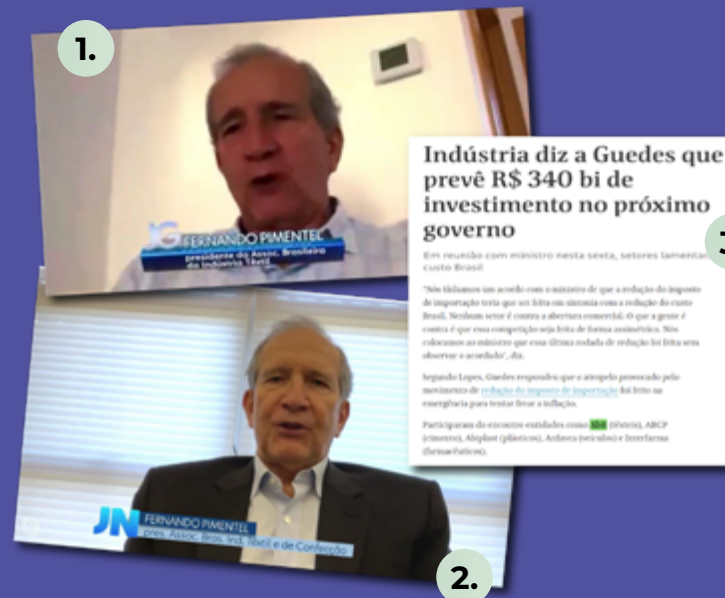 1.
JG FERNANDO PIMENTEL
presidente da Assoc. Brasileira
da Indústria Têxtil
Indústria diz a Guedes que
prevê R$ 340 bi de
investimento no próximo
governo
Em reunião com ministro nesta sexta, setores lamentar
custo Brasil
"Nós tínhamos um acordo com o ministro de que a redução do imposto
de importação teria que ser feita em sintonia com a redução do custo
Brasil. Nenhum setor é contra a abertura comercial. O que a gente é
contra é que essa competição seja feita de forma assimétrica. Nós
colocamos ao ministro que essa última rodada de redução foi feita sem
observar o acordado", diz.
Segundo Lopes, Guedes respondeu que o atropelo provocado pelo
movimento de redução do imposto de importação foi feito na
emergência para tentar frear a inflação.
Participaram do encontro entidades como Abit (têxteis), ABCP
(cimento), Abiplast (plásticos), Anfavea (veículos) e Interfarma
(farmacêuticos).
JN FERNANDO PIMENTEL
pres. Assoc. Bras. Ind. Têxtil e de Confecção
2.